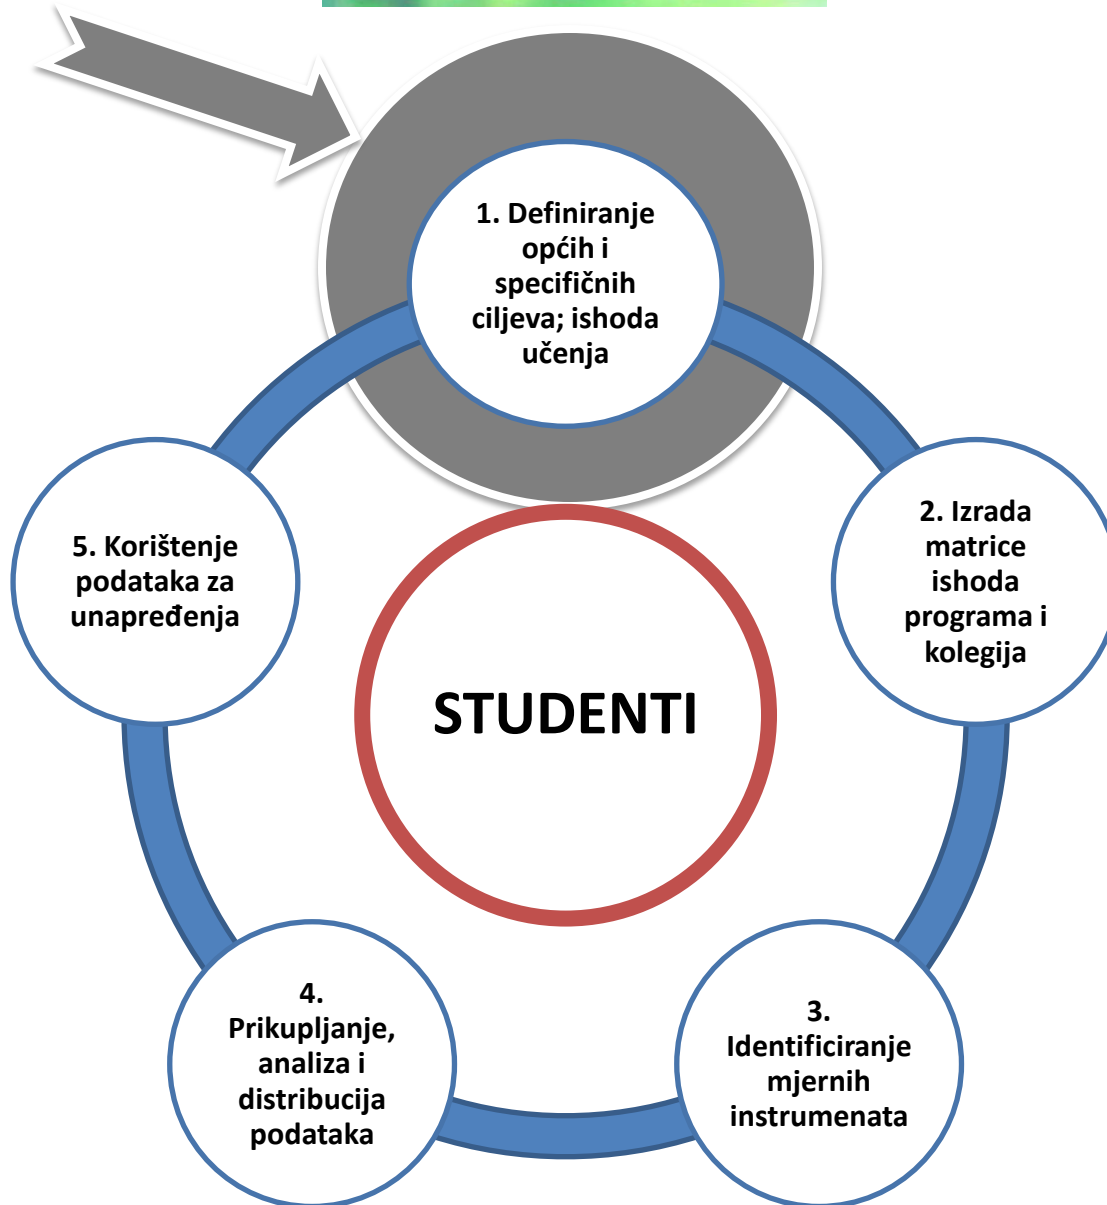 1. Definiranje
općih i
specifičnih
ciljeva; ishoda
učenja
2. Izrada
matrice
ishoda
programa i
kolegija
3.
Identificiranje
mjernih
instrumenata
4.
Prikupljanje,
analiza i
distribucija
podataka
5. Korištenje
podataka za
unapređenja
STUDENTI